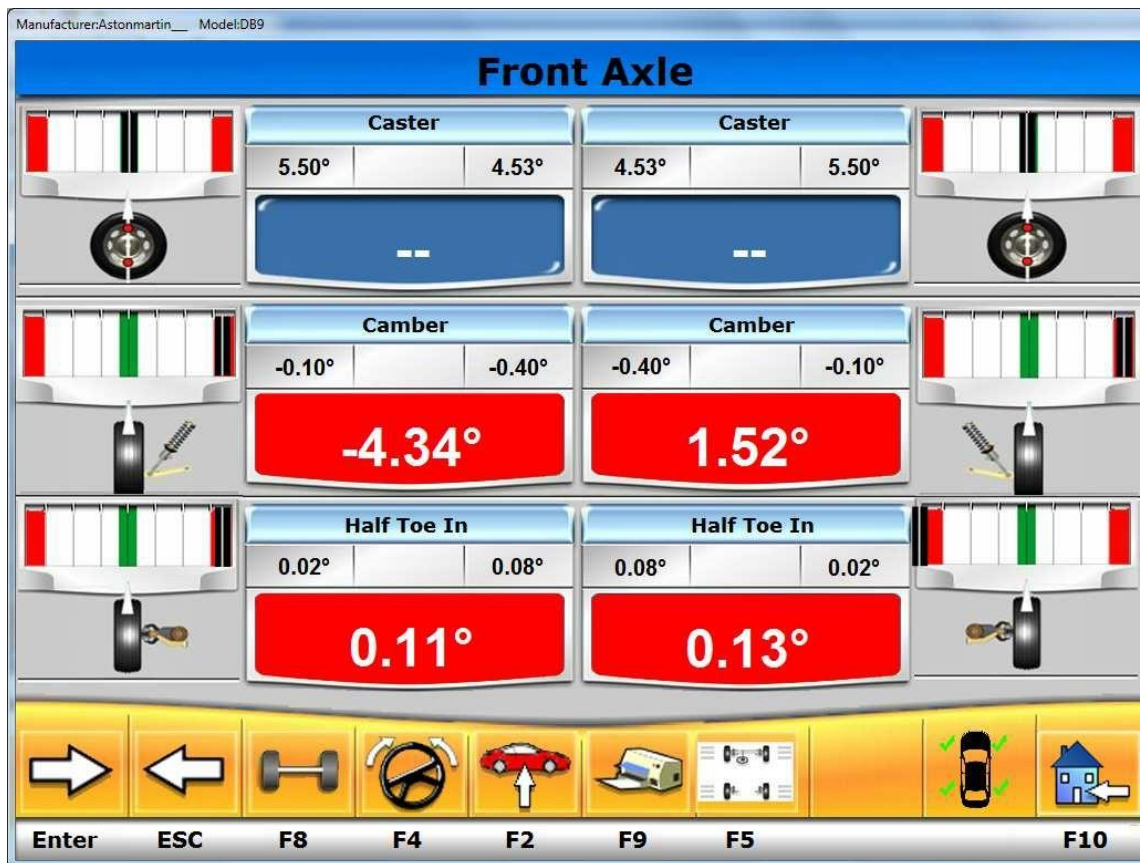 Manufacturer:Astonmartin__ Model:DB9
Front Axle
Caster Caster
5.50° 4.53° 4.53° 5.50°
-- --
Camber Camber
-0.10° -0.40° -0.40° -0.10°
-4.34° 1.52°
Half Toe In Half Toe In
0.02° 0.08° 0.08° 0.02°
0.11° 0.13°
Enter ESC F8 F4 F2 F9 F5 F10